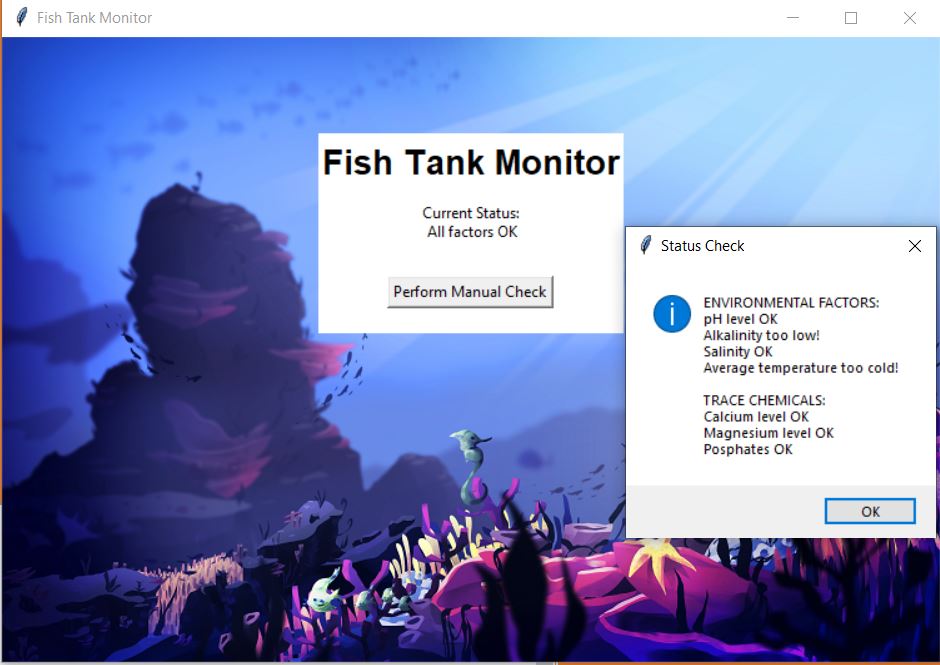 Fish Tank Monitor
Fish Tank Monitor
Current Status:
All factors OK
Perform Manual Check
Status Check
ENVIRONMENTAL FACTORS:
pH level OK
Alkalinity too low!
Salinity OK
Average temperature too cold!
TRACE CHEMICALS:
Calcium level OK
Magnesium level OK
Posphates OK
OK